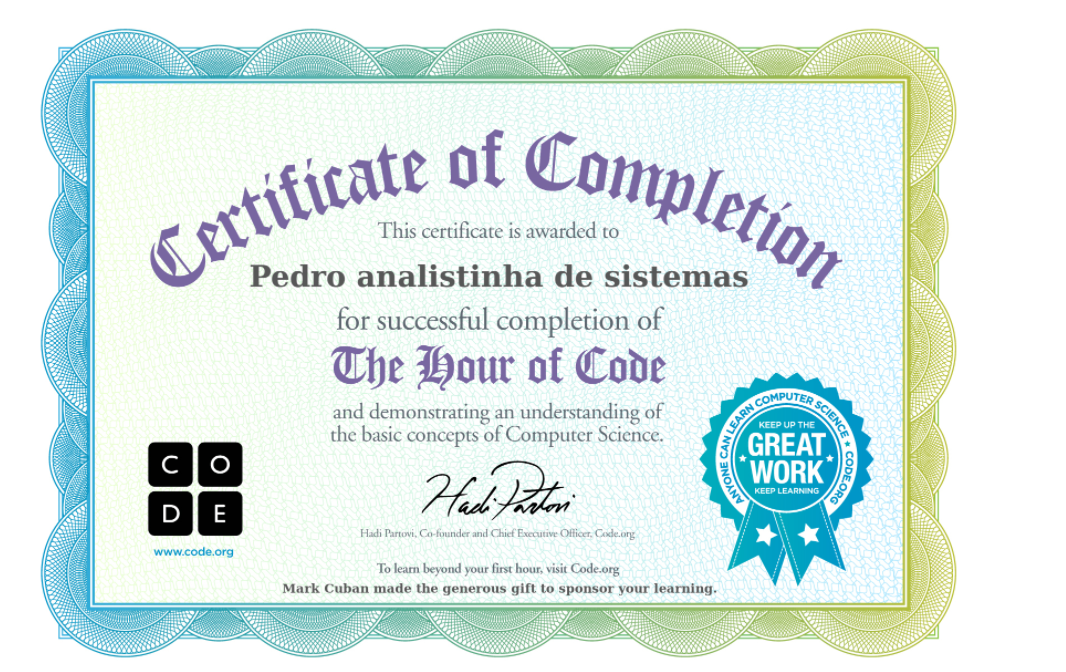 Certificate of Completion
This certificate is awarded to
Pedro analistinha de sistemas
for successful completion of
The Hour of Code
and demonstrating an understanding of
the basic concepts of Computer Science.
Hadi Partovi
Hadi Partovi, Co-founder and Chief Executive Officer, Code.org
To learn beyond your first hour, visit Code.org
Mark Cuban made the generous gift to sponsor your learning.
C O
D E
www.code.org
ANYONE CAN LEARN COMPUTER SCIENCE ★ CODE.ORG
KEEP UP THE
GREAT
WORK
KEEP LEARNING